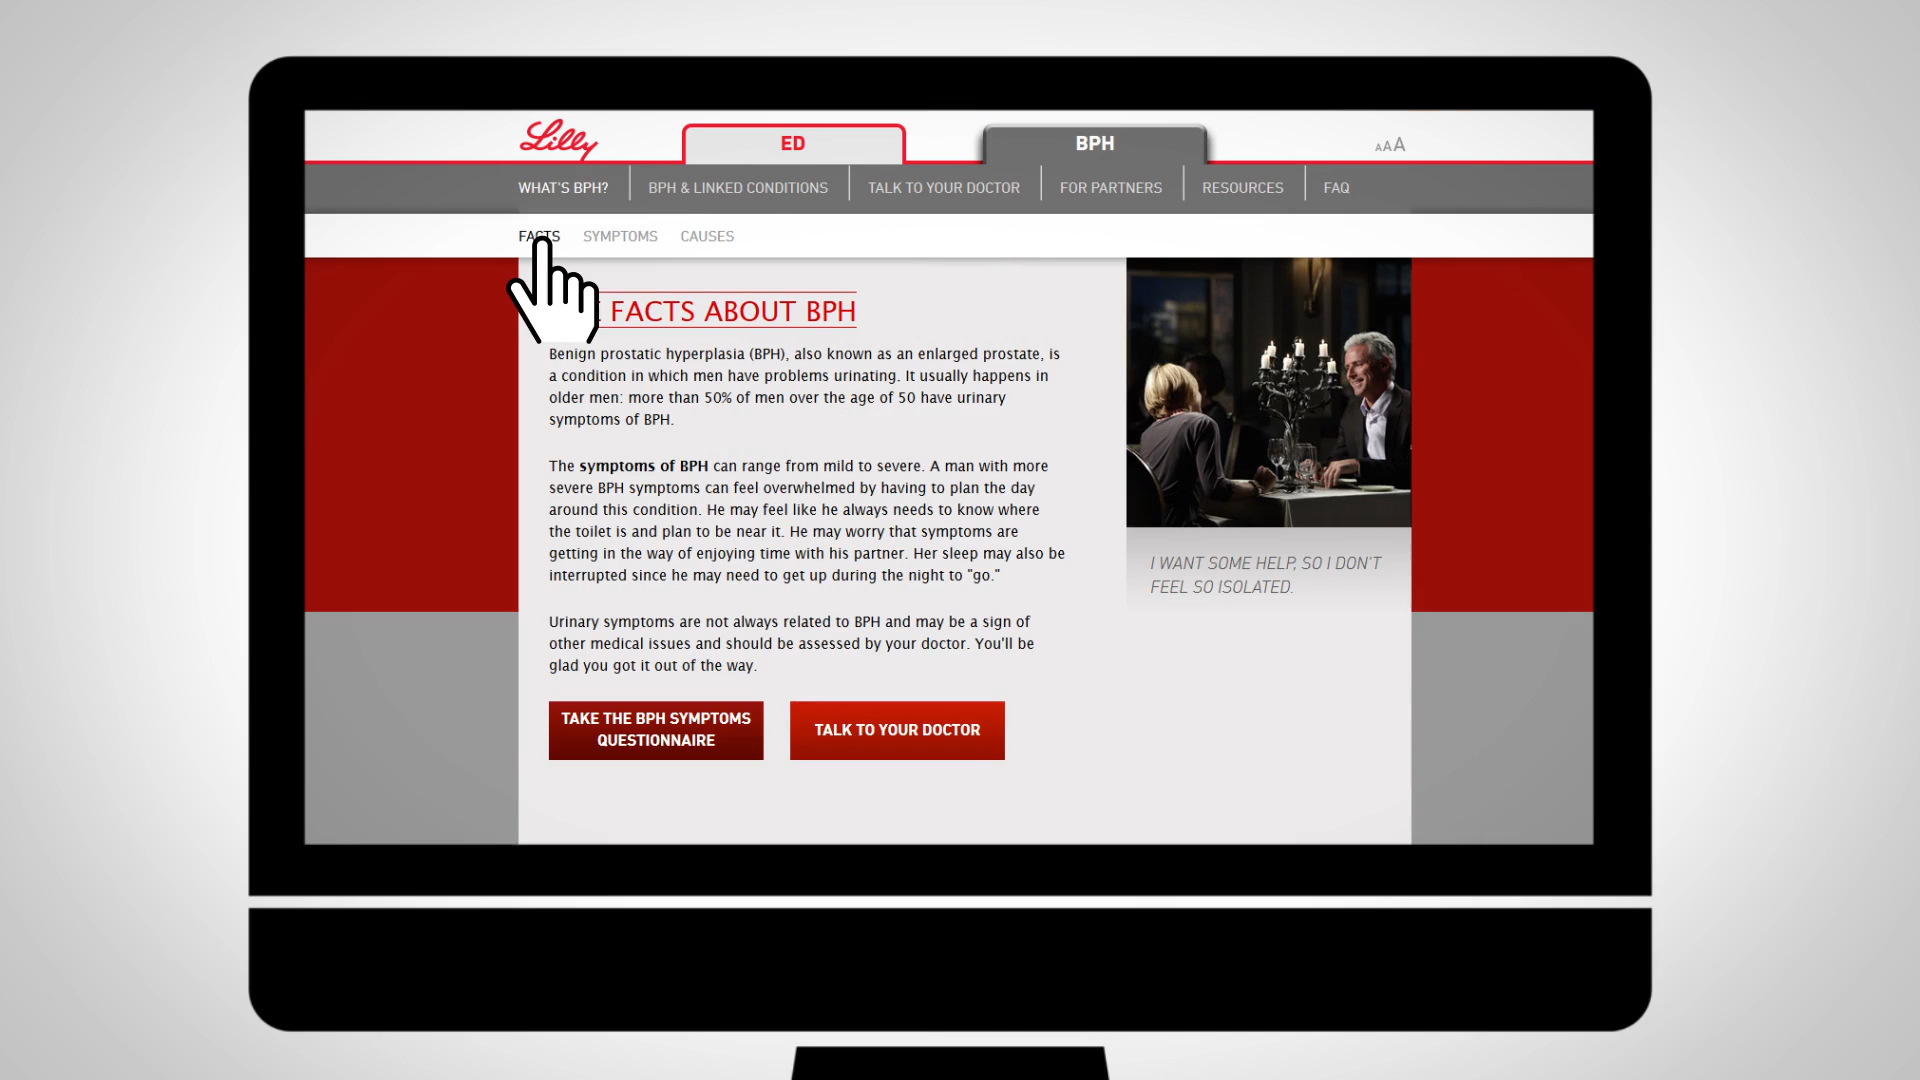 Lilly
ED
BPH
AAA
WHAT'S BPH?
BPH & LINKED CONDITIONS
TALK TO YOUR DOCTOR
FOR PARTNERS
RESOURCES
FAQ
FACTS
SYMPTOMS
CAUSES
FACTS ABOUT BPH
Benign prostatic hyperplasia (BPH), also known as an enlarged prostate, is
a condition in which men have problems urinating. It usually happens in
older men: more than 50% of men over the age of 50 have urinary
symptoms of BPH.
The symptoms of BPH can range from mild to severe. A man with more
severe BPH symptoms can feel overwhelmed by having to plan the day
around this condition. He may feel like he always needs to know where
the toilet is and plan to be near it. He may worry that symptoms are
getting in the way of enjoying time with his partner. Her sleep may also be
interrupted since he may need to get up during the night to "go."
Urinary symptoms are not always related to BPH and may be a sign of
other medical issues and should be assessed by your doctor. You'll be
glad you got it out of the way.
TAKE THE BPH SYMPTOMS
QUESTIONNAIRE
TALK TO YOUR DOCTOR
I WANT SOME HELP, SO I DON'T
FEEL SO ISOLATED.